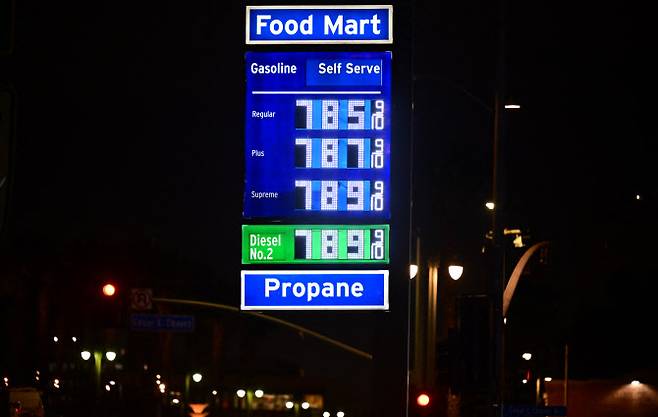 Food Mart
Gasoline Self Serve
Regular 785 9/10
Plus 787 9/10
Supreme 789 9/10
Diesel No.2 789 9/10
Propane